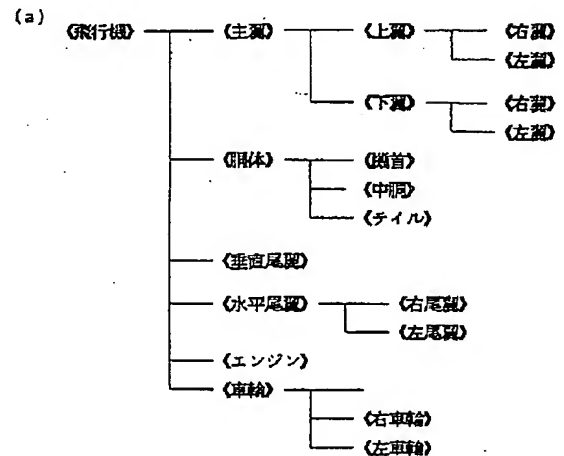 (a)
《飛行機》 《主翼》 《上翼》 《右翼》
《左翼》
《下翼》 《右翼》
《左翼》
《胴体》 《機首》
《中胴》
《テイル》
《垂直尾翼》
《水平尾翼》 《右尾翼》
《左尾翼》
《エンジン》
《車輪》
《右車輪》
《左車輪》